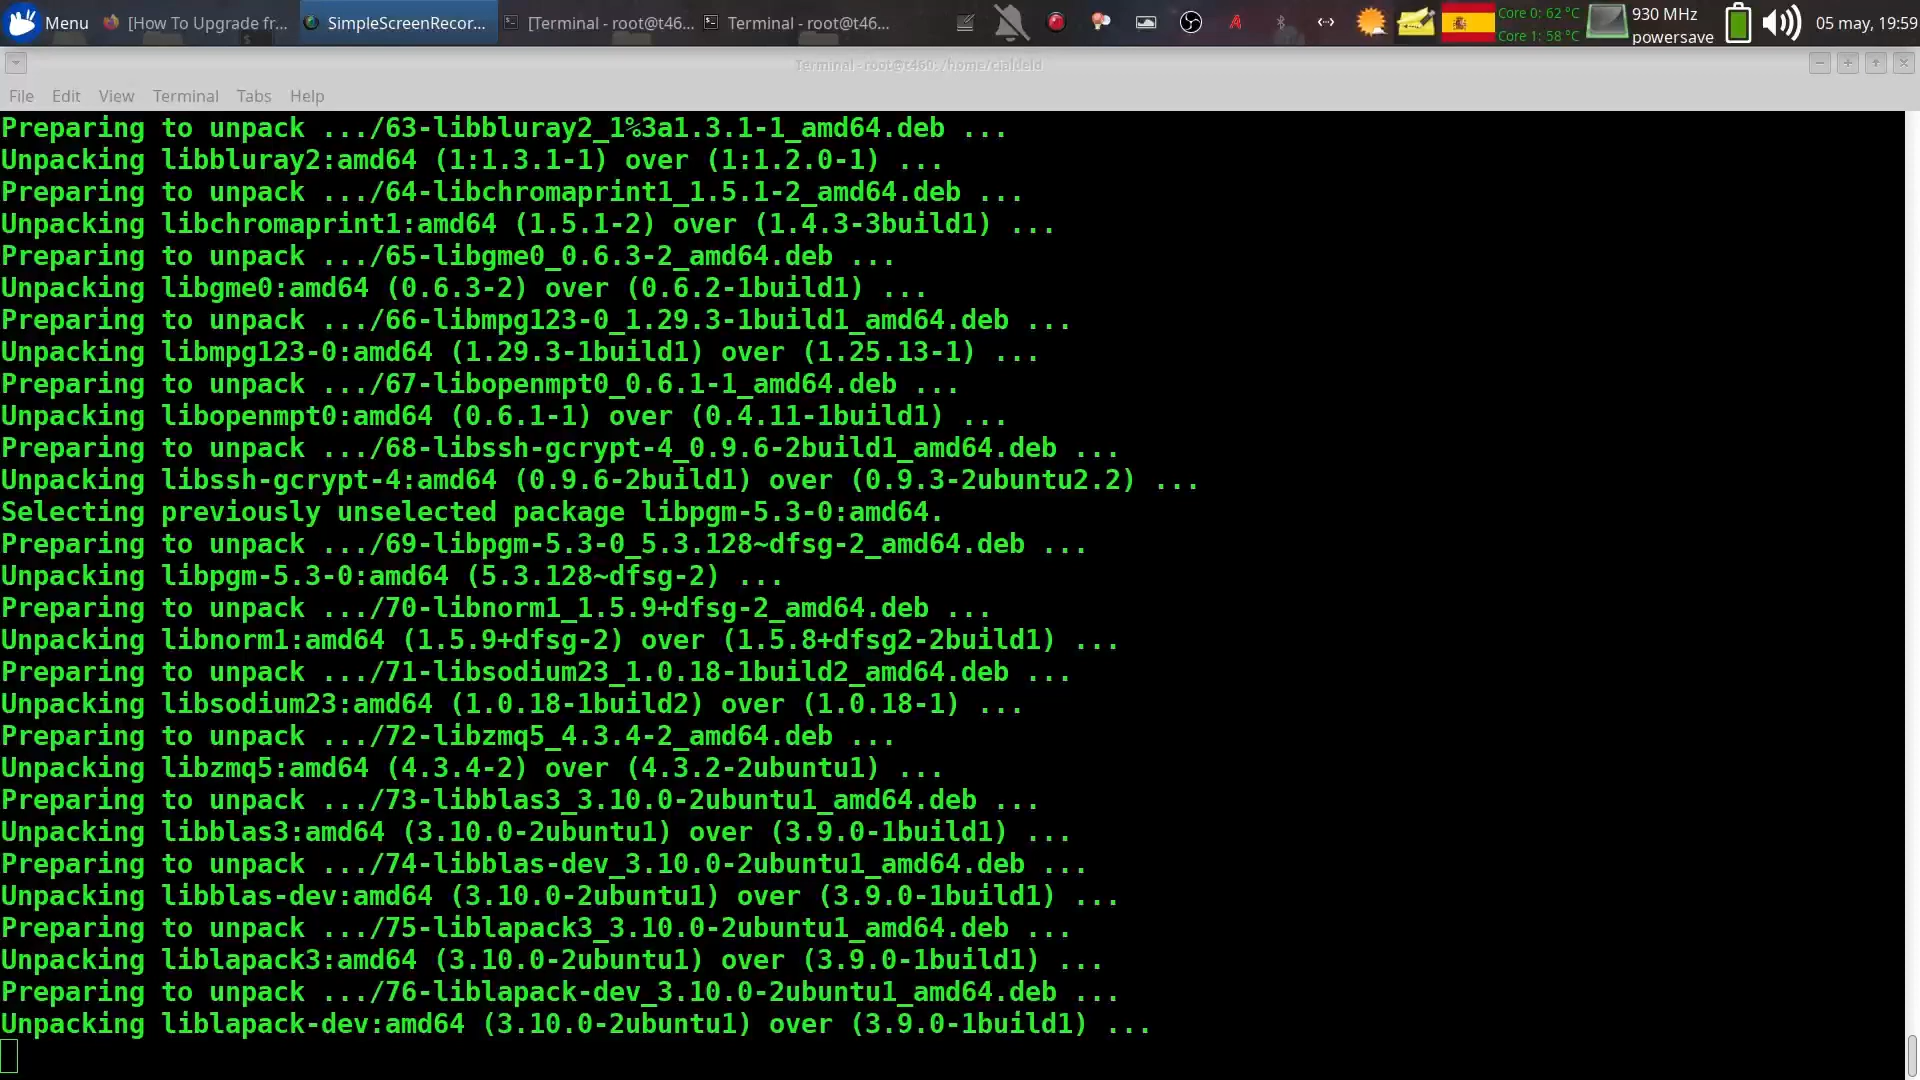 Menu [How To Upgrade fr... SimpleScreenRecor... [Terminal - root@t46... Terminal - root@t46... Core 0: 62 °C Core 1: 58 °C 930 MHz powersave 05 may, 19:59
Terminal - root@t460: /home/cialdeld
File Edit View Terminal Tabs Help
Preparing to unpack .../63-libbluray2_1%3a1.3.1-1_amd64.deb ...
Unpacking libbluray2:amd64 (1:1.3.1-1) over (1:1.2.0-1) ...
Preparing to unpack .../64-libchromaprint1_1.5.1-2_amd64.deb ...
Unpacking libchromaprint1:amd64 (1.5.1-2) over (1.4.3-3build1) ...
Preparing to unpack .../65-libgme0_0.6.3-2_amd64.deb ...
Unpacking libgme0:amd64 (0.6.3-2) over (0.6.2-1build1) ...
Preparing to unpack .../66-libmpg123-0_1.29.3-1build1_amd64.deb ...
Unpacking libmpg123-0:amd64 (1.29.3-1build1) over (1.25.13-1) ...
Preparing to unpack .../67-libopenmpt0_0.6.1-1_amd64.deb ...
Unpacking libopenmpt0:amd64 (0.6.1-1) over (0.4.11-1build1) ...
Preparing to unpack .../68-libssh-gcrypt-4_0.9.6-2build1_amd64.deb ...
Unpacking libssh-gcrypt-4:amd64 (0.9.6-2build1) over (0.9.3-2ubuntu2.2) ...
Selecting previously unselected package libpgm-5.3-0:amd64.
Preparing to unpack .../69-libpgm-5.3-0_5.3.128~dfsg-2_amd64.deb ...
Unpacking libpgm-5.3-0:amd64 (5.3.128~dfsg-2) ...
Preparing to unpack .../70-libnorm1_1.5.9+dfsg-2_amd64.deb ...
Unpacking libnorm1:amd64 (1.5.9+dfsg-2) over (1.5.8+dfsg2-2build1) ...
Preparing to unpack .../71-libsodium23_1.0.18-1build2_amd64.deb ...
Unpacking libsodium23:amd64 (1.0.18-1build2) over (1.0.18-1) ...
Preparing to unpack .../72-libzmq5_4.3.4-2_amd64.deb ...
Unpacking libzmq5:amd64 (4.3.4-2) over (4.3.2-2ubuntu1) ...
Preparing to unpack .../73-libblas3_3.10.0-2ubuntu1_amd64.deb ...
Unpacking libblas3:amd64 (3.10.0-2ubuntu1) over (3.9.0-1build1) ...
Preparing to unpack .../74-libblas-dev_3.10.0-2ubuntu1_amd64.deb ...
Unpacking libblas-dev:amd64 (3.10.0-2ubuntu1) over (3.9.0-1build1) ...
Preparing to unpack .../75-liblapack3_3.10.0-2ubuntu1_amd64.deb ...
Unpacking liblapack3:amd64 (3.10.0-2ubuntu1) over (3.9.0-1build1) ...
Preparing to unpack .../76-liblapack-dev_3.10.0-2ubuntu1_amd64.deb ...
Unpacking liblapack-dev:amd64 (3.10.0-2ubuntu1) over (3.9.0-1build1) ...